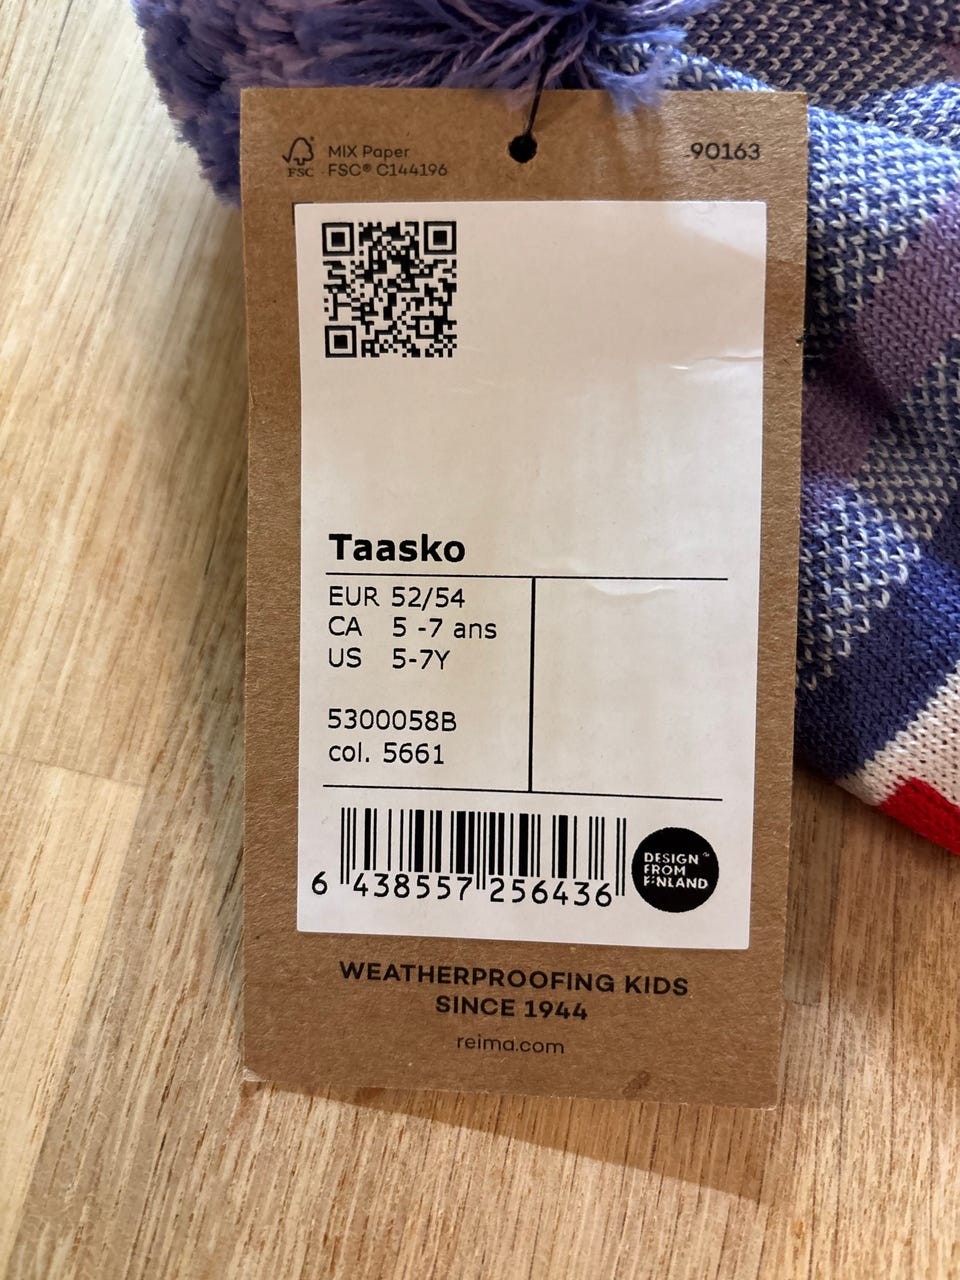 MIX Paper
FSC® C144196
FSC
90163
Taasko
EUR 52/54
CA 5 -7 ans
US 5-7Y
5300058B
col. 5661
6 438557 256436
DESIGN™
FROM
FINLAND
WEATHERPROOFING KIDS
SINCE 1944
reima.com